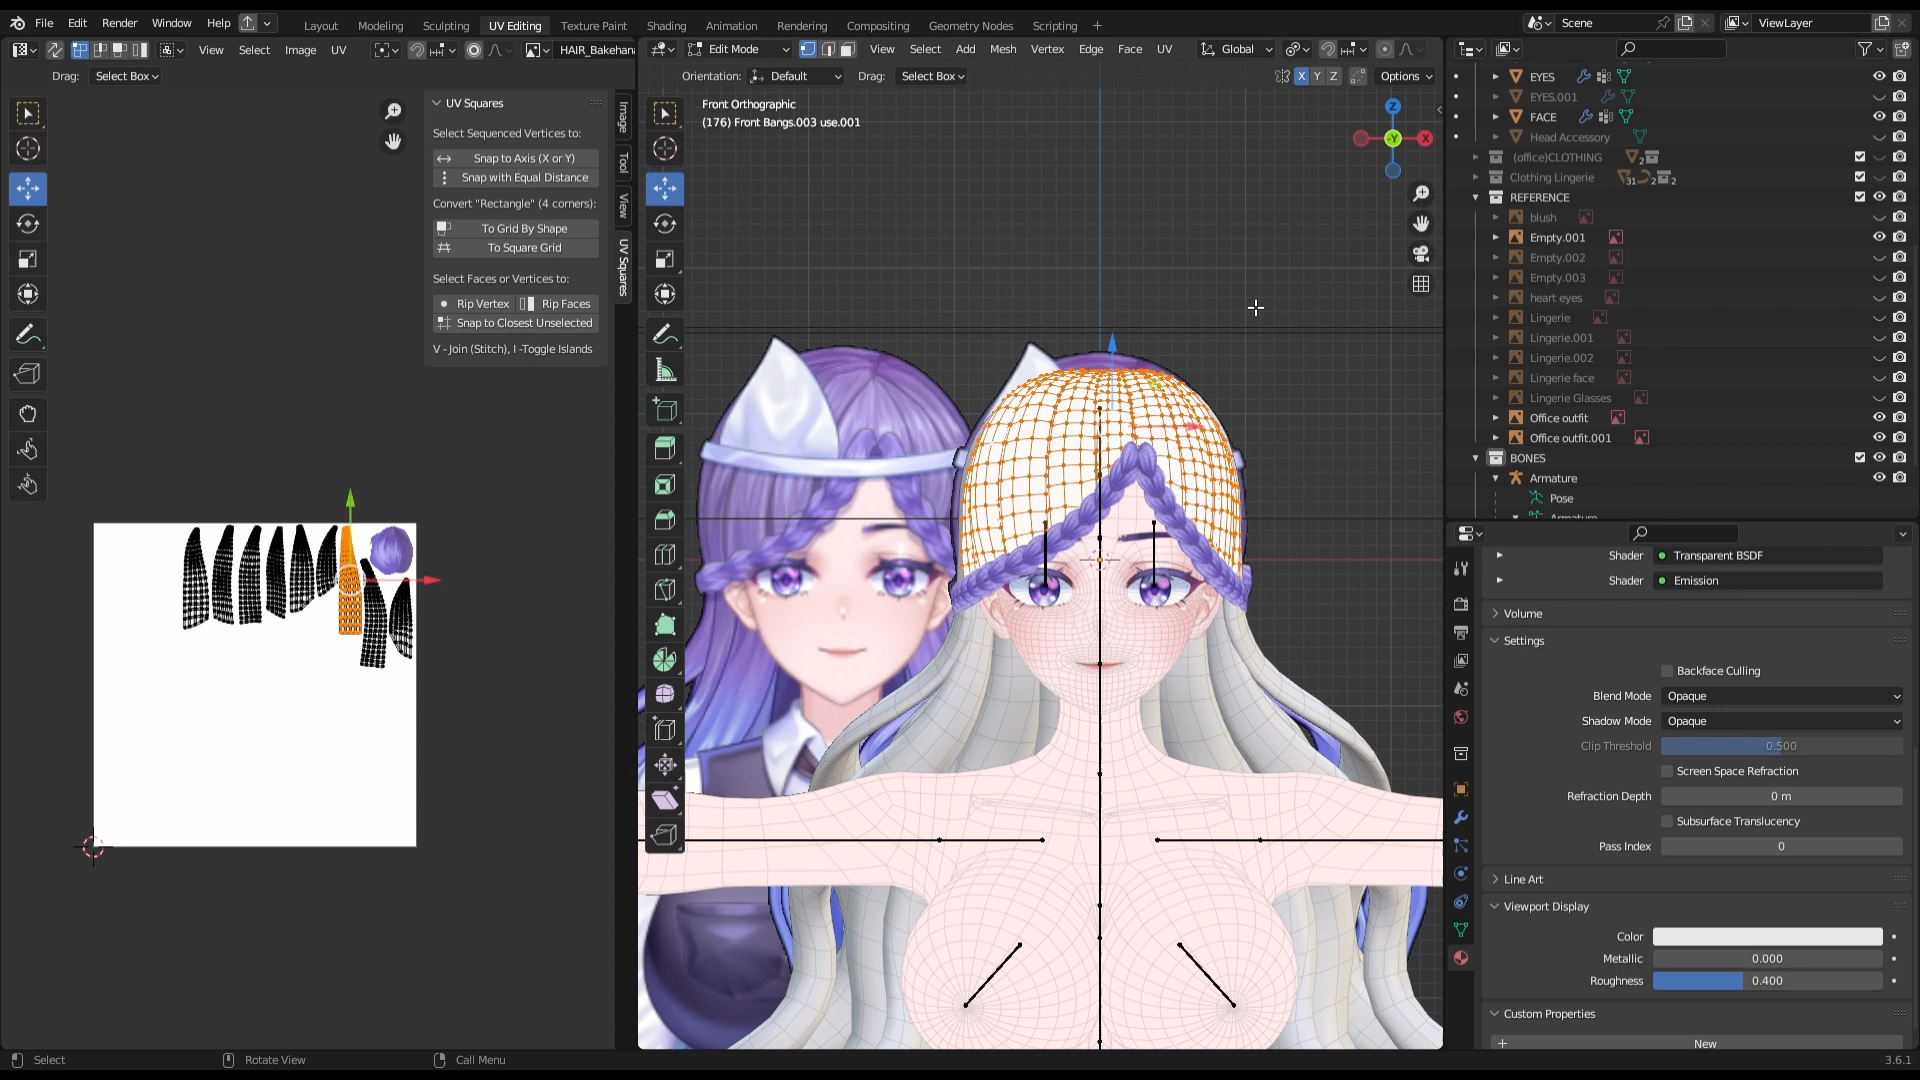 File Edit Render Window Help
Layout Modeling Sculpting UV Editing Texture Paint Shading Animation Rendering Compositing Geometry Nodes Scripting +
Scene
ViewLayer
View Select Image UV
HAIR_Bakehan
Drag: Select Box
Edit Mode
View Select Add Mesh Vertex Edge Face UV
Global
Orientation: Default Drag: Select Box
X Y Z
Options
UV Squares
Select Sequenced Vertices to:
Snap to Axis (X or Y)
Snap with Equal Distance
Convert "Rectangle" (4 corners):
To Grid By Shape
To Square Grid
Select Faces or Vertices to:
Rip Vertex Rip Faces
Snap to Closest Unselected
V - Join (Stitch), I -Toggle Islands
Image
Tool
View
UV Squares
Front Orthographic
(176) Front Bangs.003 use.001
Z
-Y
X
EYES
EYES.001
FACE
Head Accessory
(office)CLOTHING 2
Clothing Lingerie 31 2 2
REFERENCE
blush
Empty.001
Empty.002
Empty.003
heart eyes
Lingerie
Lingerie.001
Lingerie.002
Lingerie face
Lingerie Glasses
Office outfit
Office outfit.001
BONES
Armature
Pose
Shader Transparent BSDF
Shader Emission
Volume
Settings
Backface Culling
Blend Mode Opaque
Shadow Mode Opaque
Clip Threshold 0.500
Screen Space Refraction
Refraction Depth 0 m
Subsurface Translucency
Pass Index 0
Line Art
Viewport Display
Color
Metallic 0.000
Roughness 0.400
Custom Properties
+ New
Select Rotate View Call Menu
3.6.1